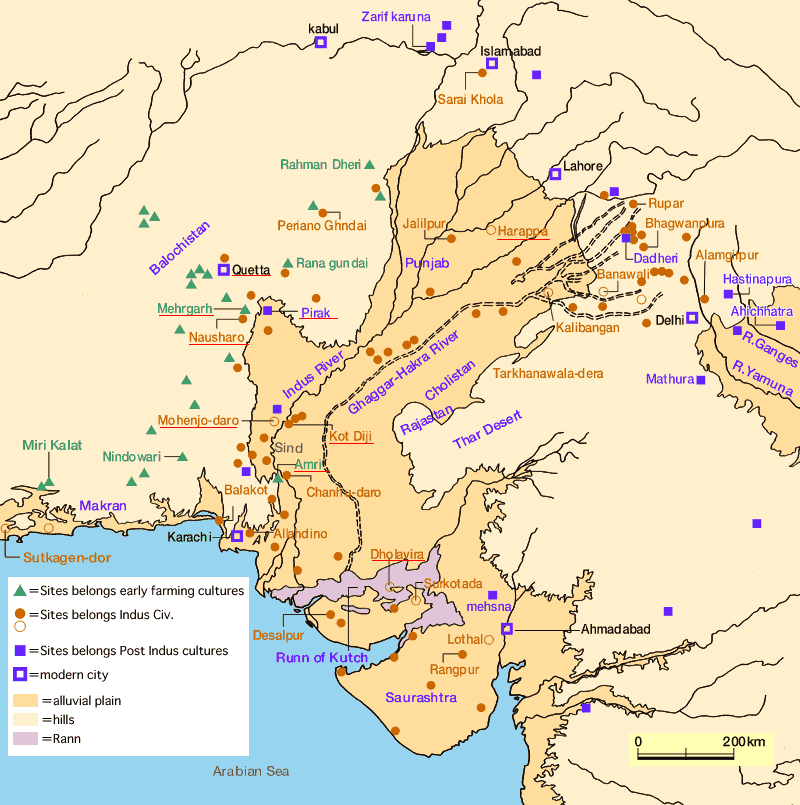 Zarif karuna
kabul
Islamabad
Sarai Khola
Rahman Dheri
Lahore
Periano Ghndai
Jalilpur
Harappa
Rupar
Bhagwanpura
Balochistan
Quetta
Rana gundai
Punjab
Dadheri
Alamgirpur
Banawali
Hastinapura
Mehrgarh
Pirak
Ahichhatra
Nausharo
Kalibangan
Delhi
R.Ganges
Indus River
Ghaggar-Hakra River
Cholistan
Tarkhanawala-dera
R.Yamuna
Mathura
Mohenjo-daro
Rajastan
Thar Desert
Kot Diji
Miri Kalat
Sind
Nindowari
Amri
Balakot
Chanhu-daro
Makran
Karachi
Allandino
Sutkagen-dor
Dholavira
Surkotada
mehsna
Desalpur
Lothal
Ahmadabad
Runn of Kutch
Rangpur
Saurashtra
=Sites belongs early farming cultures
=Sites belongs Indus Civ.
=Sites belongs Post Indus cultures
=modern city
=alluvial plain
=hills
=Rann
0 200km
Arabian Sea